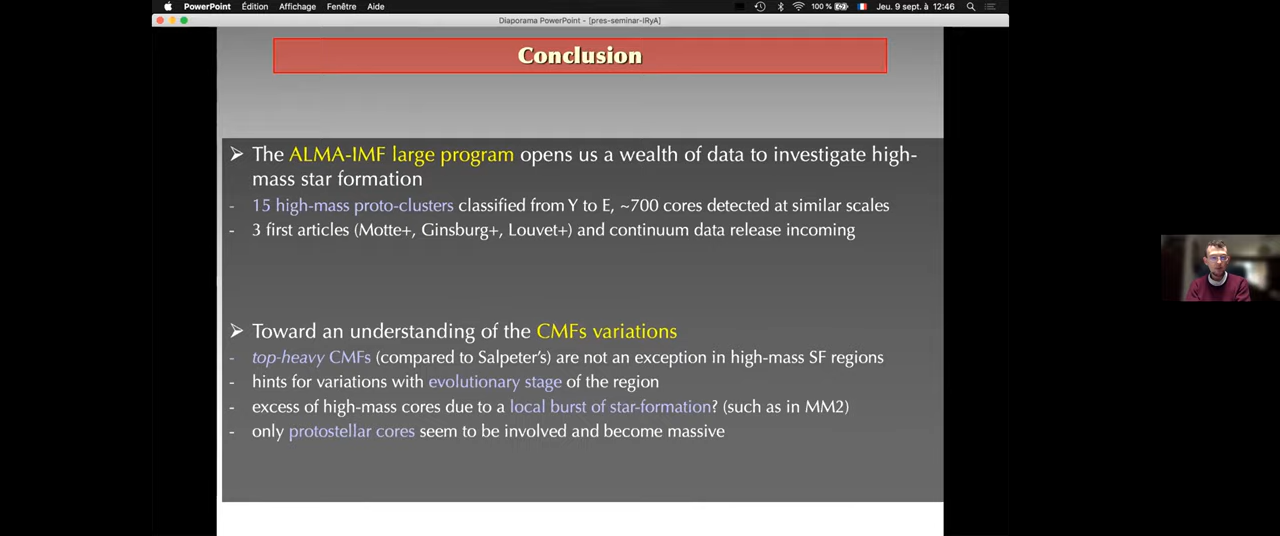 PowerPoint Édition Affichage Fenêtre Aide 100 % Jeu. 9 sept. à 12:46
Diaporama PowerPoint - [pres-seminar-IRyA]
Conclusion
➢ The ALMA-IMF large program opens us a wealth of data to investigate high-
mass star formation
- 15 high-mass proto-clusters classified from Y to E, ~700 cores detected at similar scales
- 3 first articles (Motte+, Ginsburg+, Louvet+) and continuum data release incoming
➢ Toward an understanding of the CMFs variations
- top-heavy CMFs (compared to Salpeter’s) are not an exception in high-mass SF regions
- hints for variations with evolutionary stage of the region
- excess of high-mass cores due to a local burst of star-formation? (such as in MM2)
- only protostellar cores seem to be involved and become massive